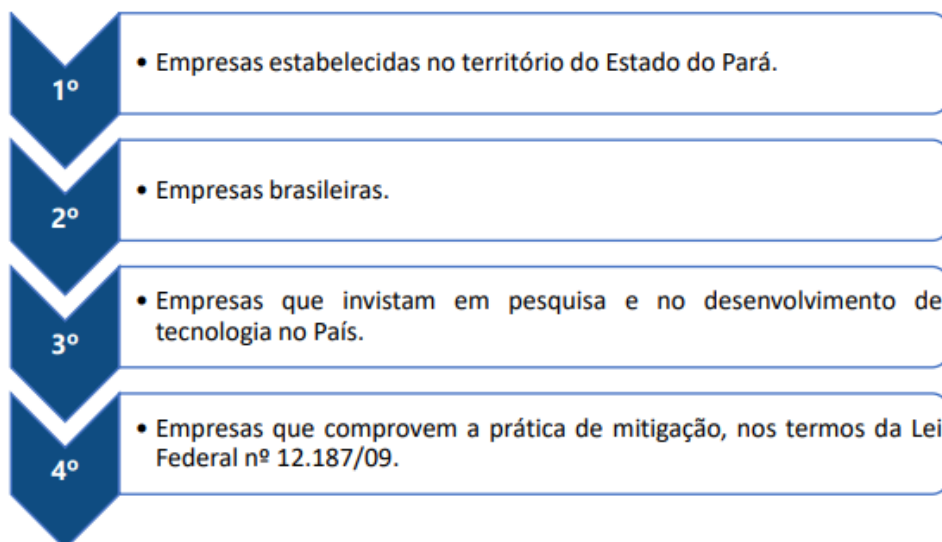 1º
• Empresas estabelecidas no território do Estado do Pará.
2º
• Empresas brasileiras.
3º
• Empresas que invistam em pesquisa e no desenvolvimento de
tecnologia no País.
4º
• Empresas que comprovem a prática de mitigação, nos termos da Lei
Federal nº 12.187/09.